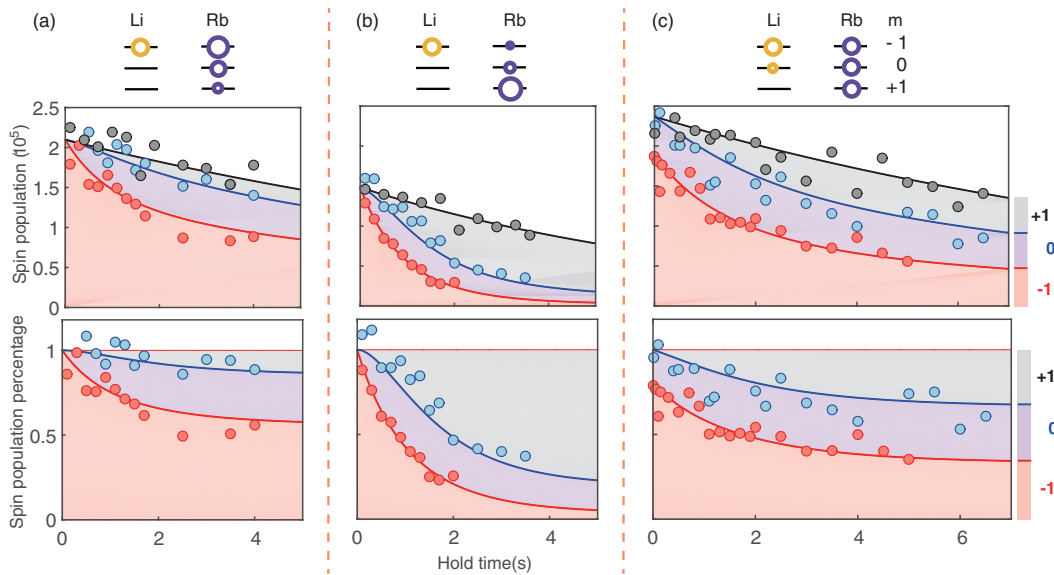 (a)
Li Rb
(b)
Li Rb
(c)
Li Rb m
- 1
0
+1
Spin population (10⁵)
2.5
2
1.5
1
0.5
0
+1
0
-1
Spin population percentage
1
0.5
0
+1
0
-1
0 2 4
0 2 4
0 2 4 6
Hold time(s)